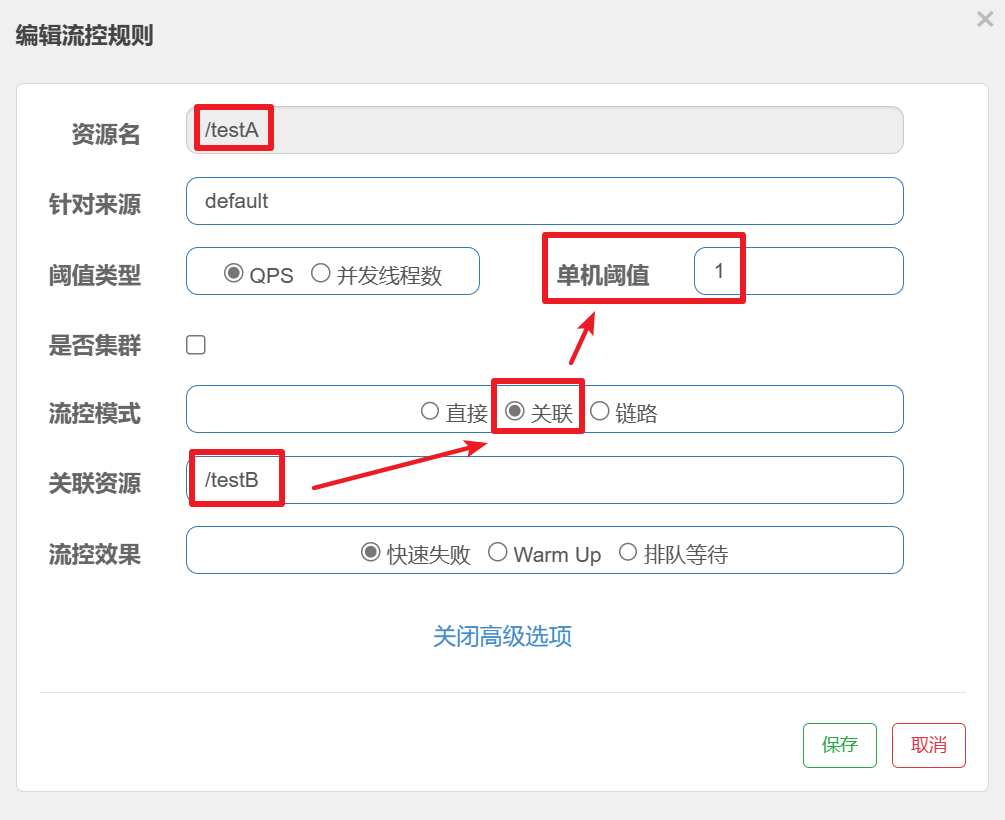 编辑流控规则
×
资源名 /testA
针对来源 default
阈值类型 QPS 并发线程数 单机阈值 1
是否集群
流控模式 直接 关联 链路
关联资源 /testB
流控效果 快速失败 Warm Up 排队等待
关闭高级选项
保存 取消